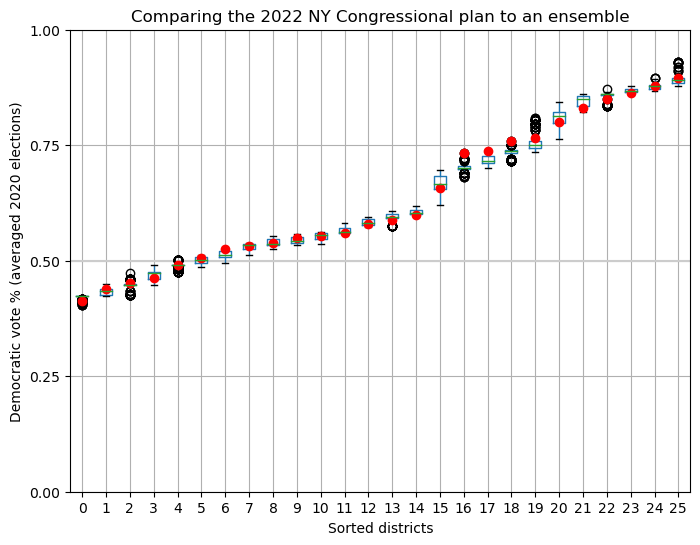 Comparing the 2022 NY Congressional plan to an ensemble
1.00
0.75
0.50
0.25
0.00
Democratic vote % (averaged 2020 elections)
0 1 2 3 4 5 6 7 8 9 10 11 12 13 14 15 16 17 18 19 20 21 22 23 24 25
Sorted districts